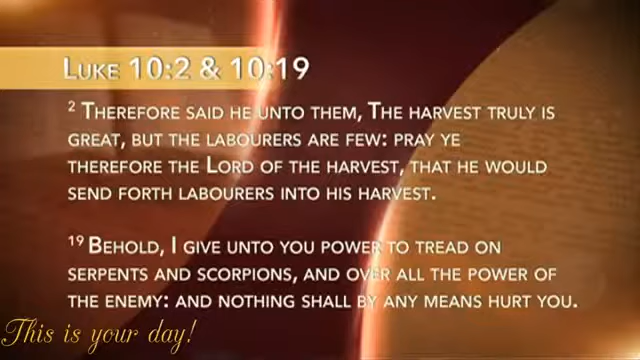 Luke 10:2 & 10:19
2 Therefore said he unto them, The harvest truly is
great, but the labourers are few: pray ye
therefore the Lord of the harvest, that he would
send forth labourers into his harvest.
19 Behold, I give unto you power to tread on
serpents and scorpions, and over all the power of
the enemy: and nothing shall by any means hurt you.
This is your day!